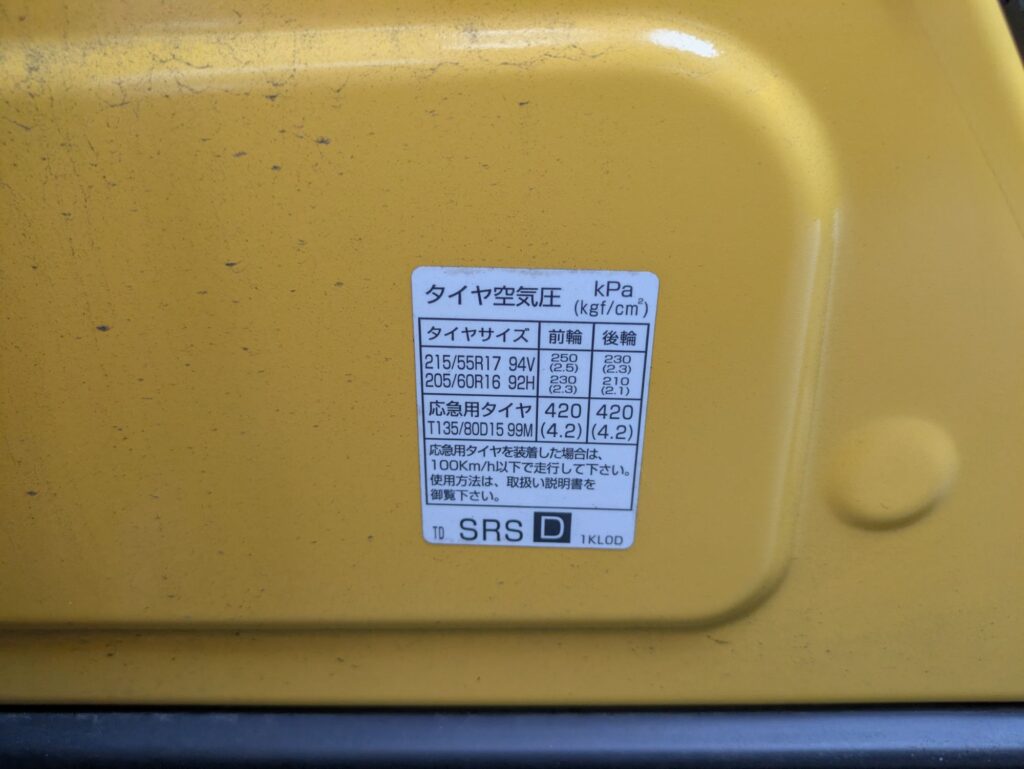 タイヤ空気圧 kPa
(kgf/cm²)
タイヤサイズ 前輪 後輪
215/55R17 94V 250 (2.5) 230 (2.3)
205/60R16 92H 230 (2.3) 210 (2.1)
応急用タイヤ 420 420
T135/80D15 99M (4.2) (4.2)
応急用タイヤを装着した場合は、
100Km/h以下で走行して下さい。
使用方法は、取扱い説明書を
御覧下さい。
TD SRS D 1KL0D